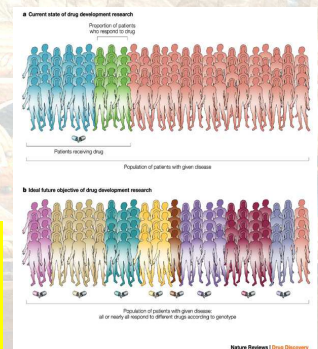 a Current state of drug development research
Proportion of patients
who respond to drug
Patients receiving drug
Population of patients with given disease
b Ideal future objective of drug development research
Population of patients with given disease:
all or nearly all respond to different drugs according to genotype
Nature Reviews | Drug Discovery